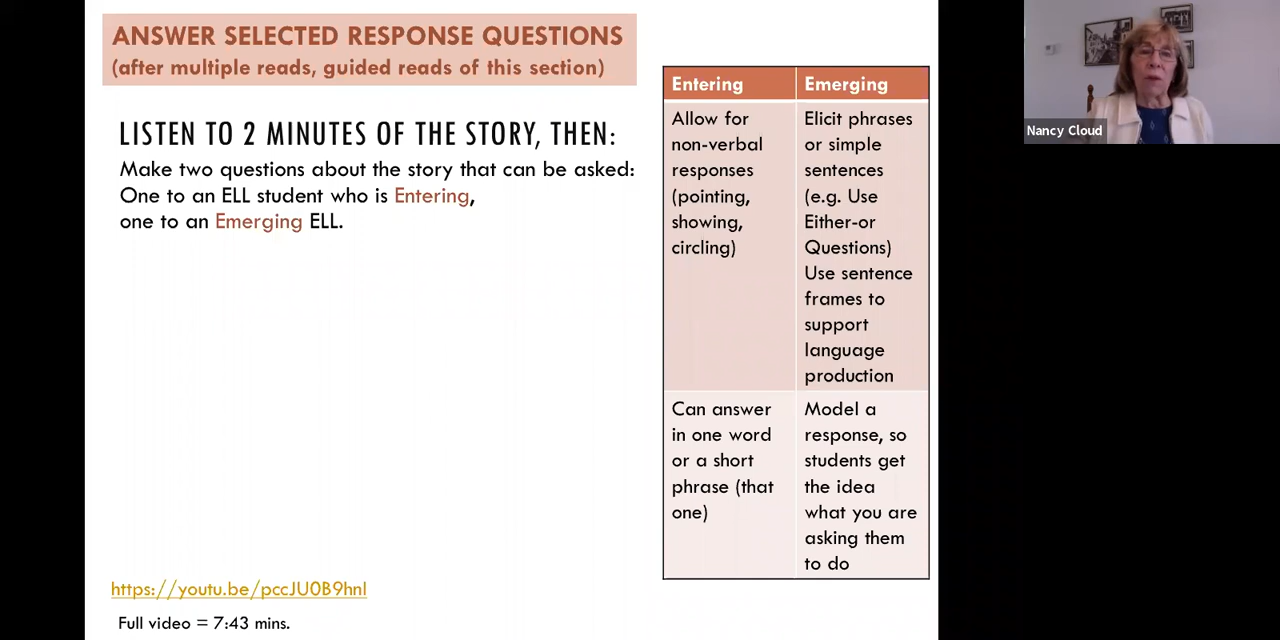 ANSWER SELECTED RESPONSE QUESTIONS
(after multiple reads, guided reads of this section)
LISTEN TO 2 MINUTES OF THE STORY, THEN:
Make two questions about the story that can be asked:
One to an ELL student who is Entering,
one to an Emerging ELL.
https://youtu.be/pccJU0B9hnI
Full video = 7:43 mins.
Entering
Allow for
non-verbal
responses
(pointing,
showing,
circling)
Emerging
Elicit phrases
or simple
sentences
(e.g. Use
Either-or
Questions)
Use sentence
frames to
support
language
production
Can answer
in one word
or a short
phrase (that
one)
Model a
response, so
students get
the idea
what you are
asking them
to do
Nancy Cloud